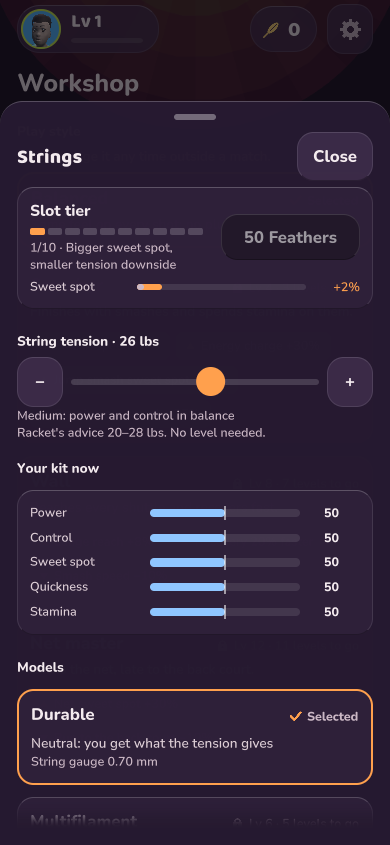 Lv 1
0
Workshop
Strings
Close
Slot tier
50 Feathers
1/10 · Bigger sweet spot,
smaller tension downside
Sweet spot
+2%
String tension · 26 lbs
−
+
Medium: power and control in balance
Racket's advice 20–28 lbs. No level needed.
Your kit now
Power 50
Control 50
Sweet spot 50
Quickness 50
Stamina 50
Models
Durable
Selected
Neutral: you get what the tension gives
String gauge 0.70 mm
Multifilament